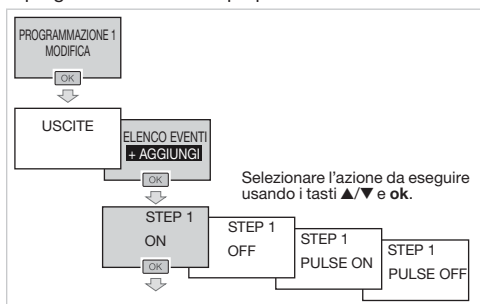 PROGRAMMAZIONE 1
MODIFICA
OK
USCITE
ELENCO EVENTI
+ AGGIUNGI
OK
Selezionare l'azione da eseguire
usando i tasti ▲/▼ e ok.
STEP 1
ON
OK
STEP 1
OFF
STEP 1
PULSE ON
STEP 1
PULSE OFF